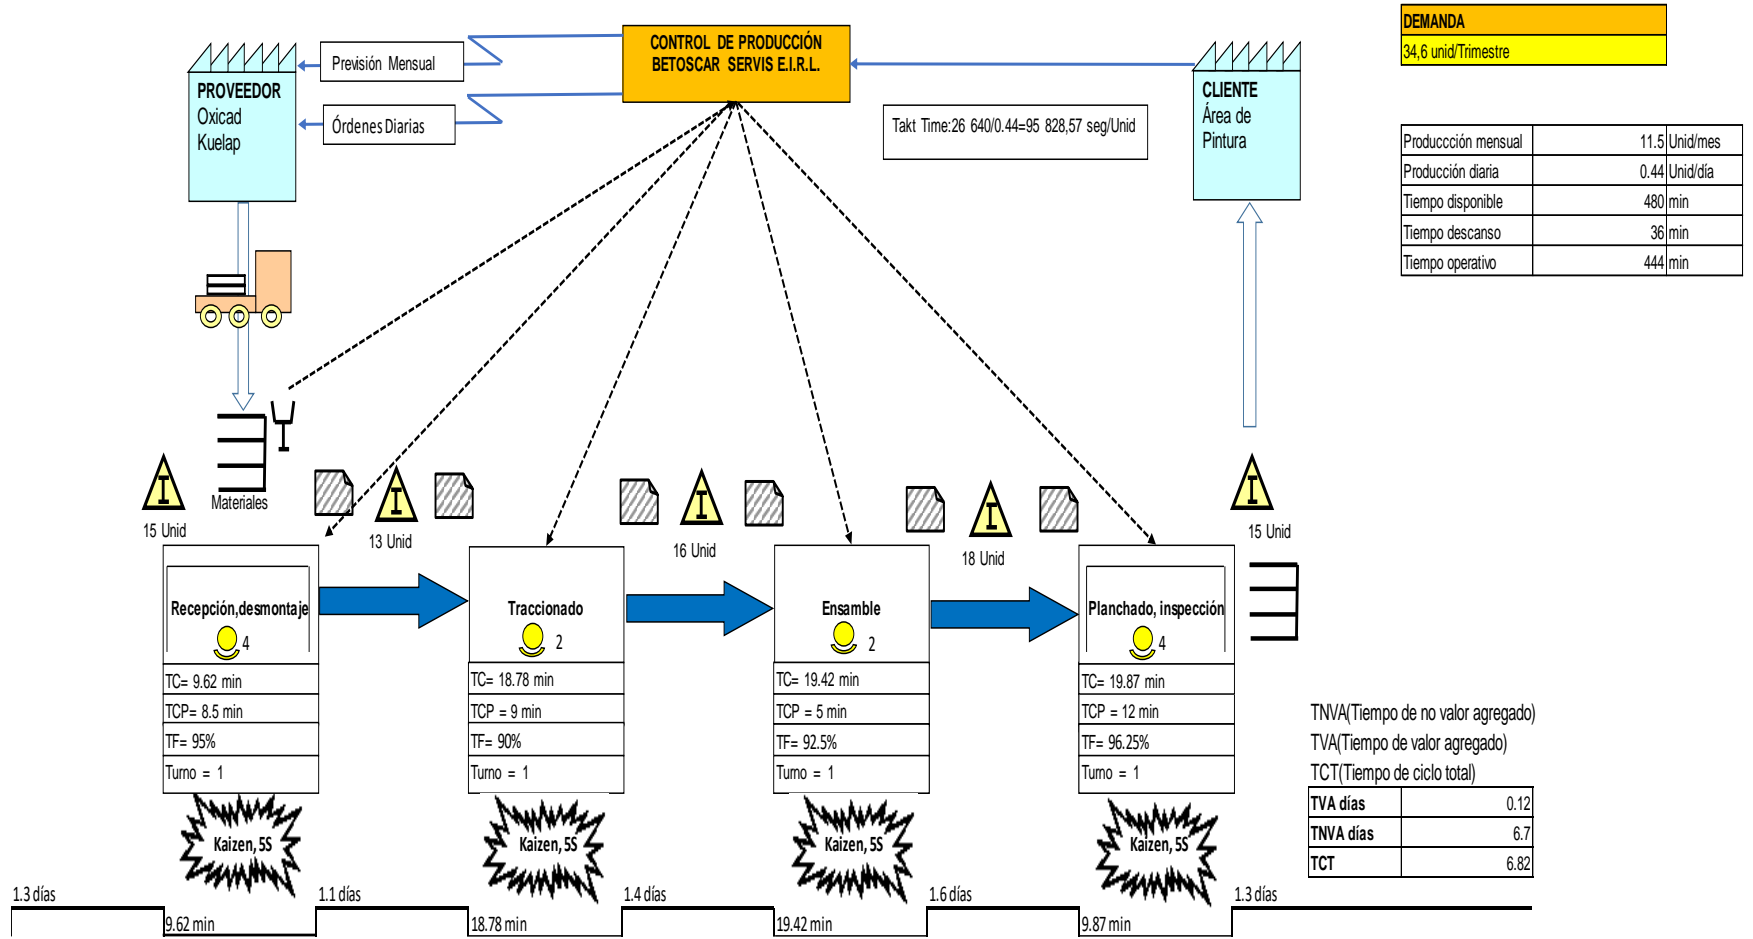 DEMANDA
34,6 unid/Trimestre
CONTROL DE PRODUCCIÓN
BETOSCAR SERVIS E.I.R.L.
Previsión Mensual
Órdenes Diarias
PROVEEDOR
Oxicad
Kuelap
CLIENTE
Área de
Pintura
Takt Time:26 640/0.44=95 828,57 seg/Unid
Produccción mensual 11.5 Unid/mes
Producción diaria 0.44 Unid/día
Tiempo disponible 480 min
Tiempo descanso 36 min
Tiempo operativo 444 min
Materiales
I
15 Unid
I
13 Unid
I
16 Unid
I
18 Unid
I
15 Unid
Recepción,desmontaje
4
TC= 9.62 min
TCP= 8.5 min
TF= 95%
Turno = 1
Kaizen, 5S
Traccionado
2
TC= 18.78 min
TCP = 9 min
TF= 90%
Turno = 1
Kaizen, 5S
Ensamble
2
TC= 19.42 min
TCP = 5 min
TF= 92.5%
Turno = 1
Kaizen, 5S
Planchado, inspección
4
TC= 19.87 min
TCP = 12 min
TF= 96.25%
Turno = 1
Kaizen, 5S
TNVA(Tiempo de no valor agregado)
TVA(Tiempo de valor agregado)
TCT(Tiempo de ciclo total)
TVA días 0.12
TNVA días 6.7
TCT 6.82
1.3 días
9.62 min
1.1 días
18.78 min
1.4 días
19.42 min
1.6 días
9.87 min
1.3 días